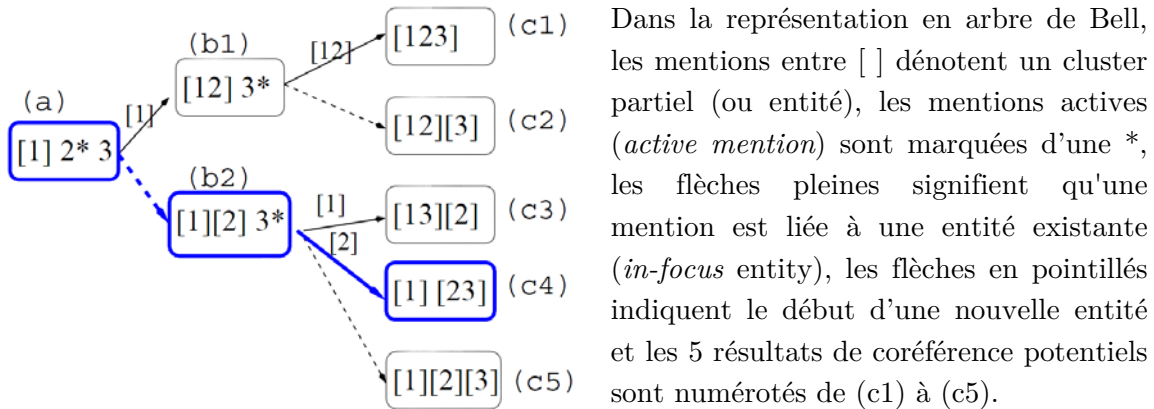 (a)
[1] 2* 3
[1]
(b1)
[12] 3*
(b2)
[1][2] 3*
[12]
[123] (c1)
[12][3] (c2)
[1]
[13][2] (c3)
[2]
[1] [23] (c4)
[1][2][3] (c5)
Dans la représentation en arbre de Bell,
les mentions entre [ ] dénotent un cluster
partiel (ou entité), les mentions actives
(active mention) sont marquées d'une *,
les flèches pleines signifient qu'une
mention est liée à une entité existante
(in-focus entity), les flèches en pointillés
indiquent le début d'une nouvelle entité
et les 5 résultats de coréférence potentiels
sont numérotés de (c1) à (c5).